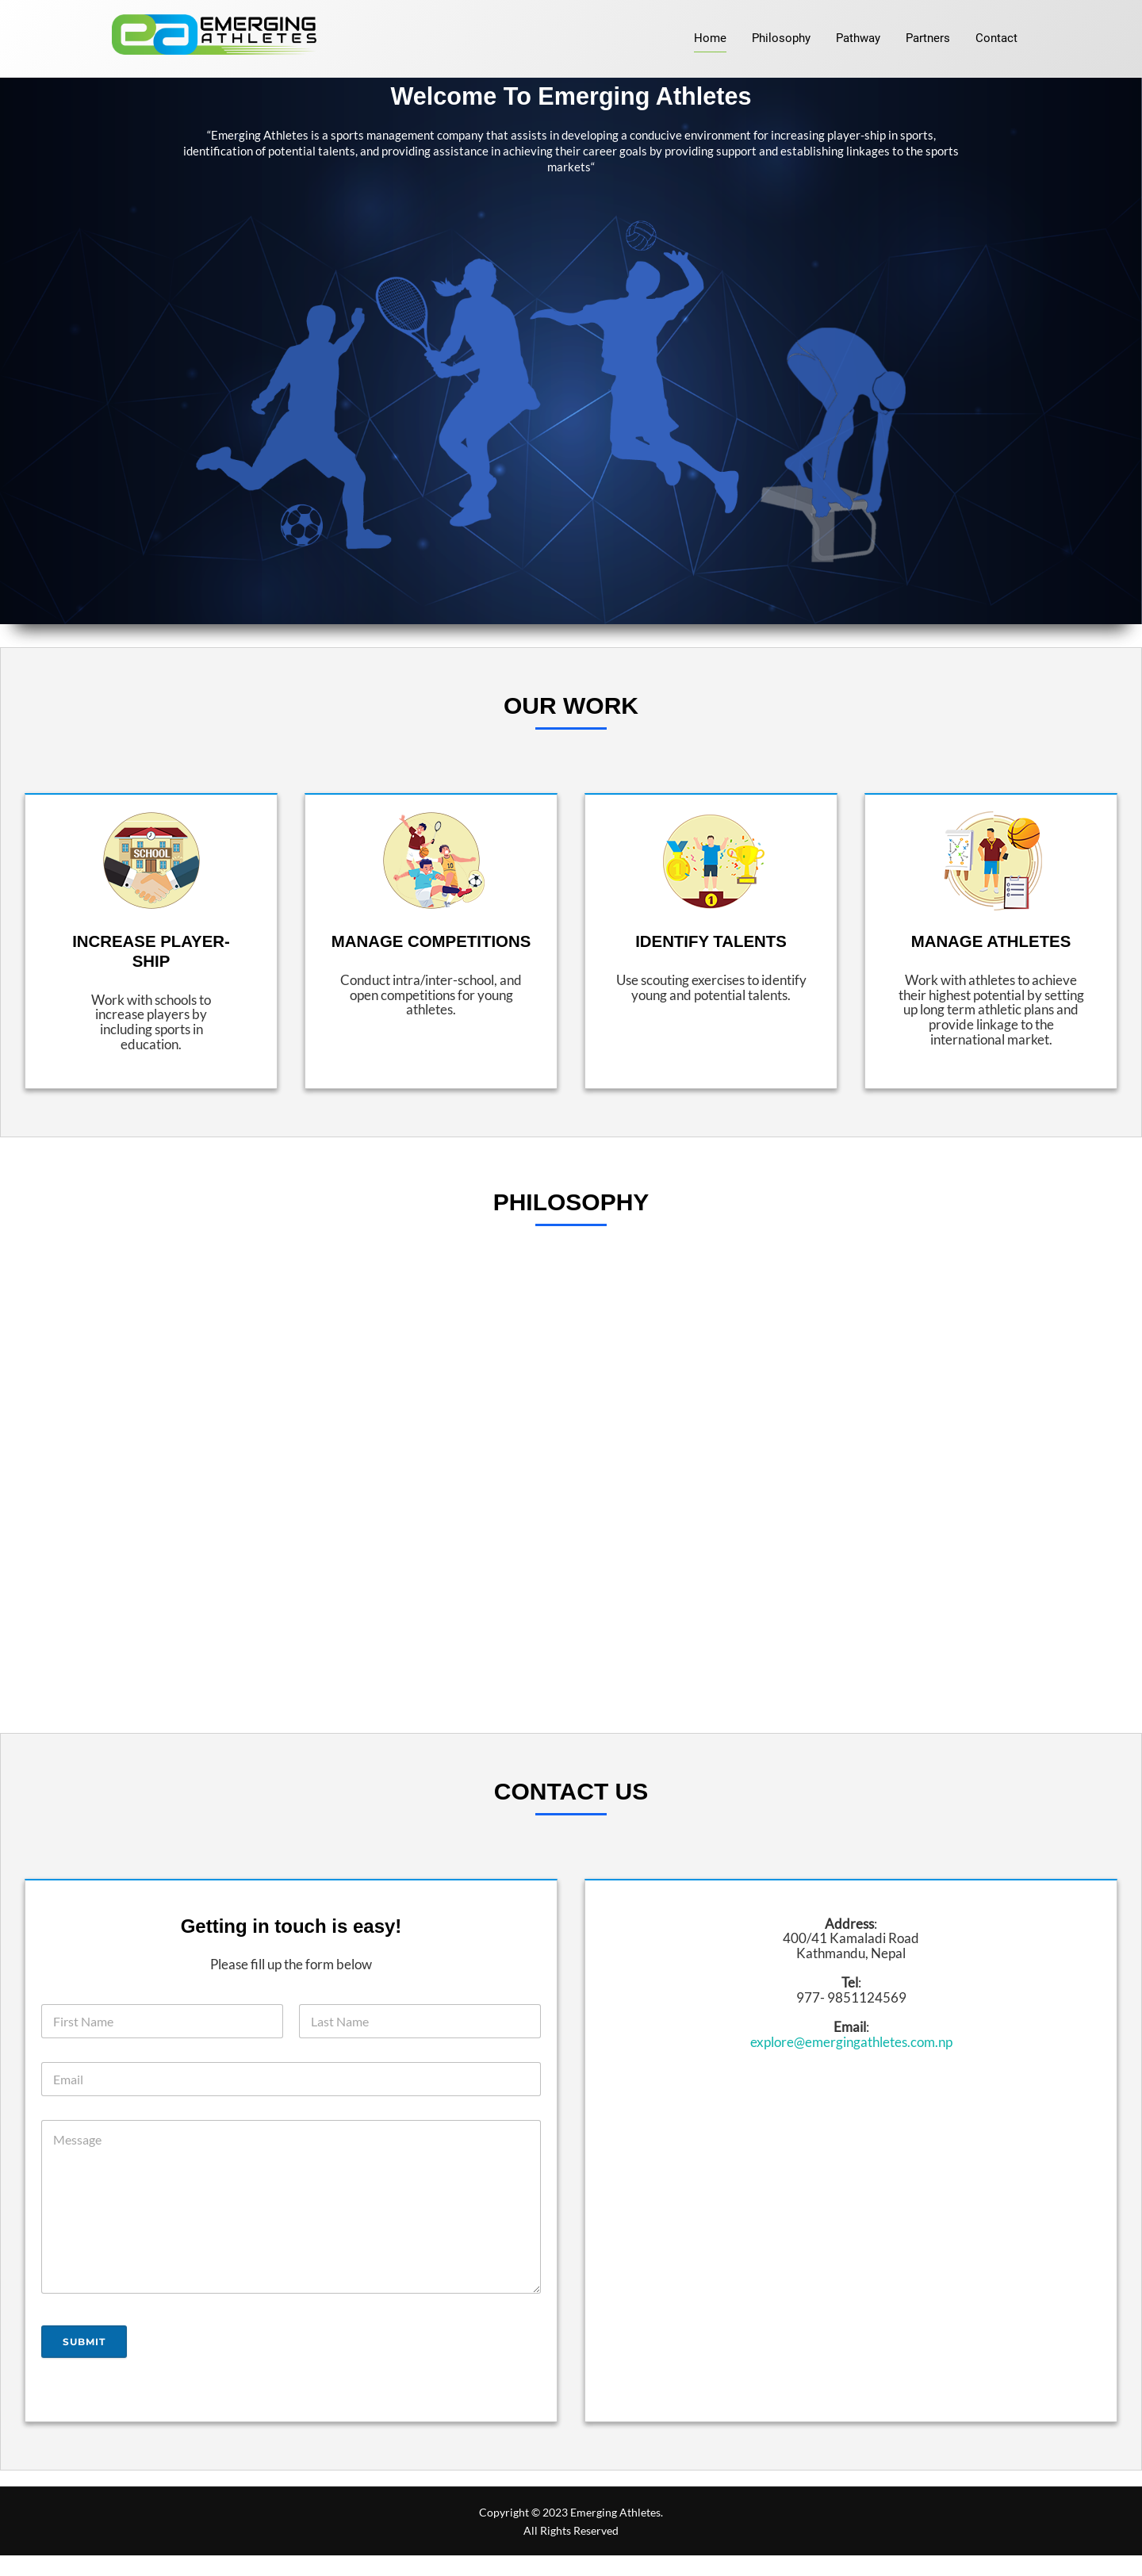 EMERGING
ATHLETES
Home Philosophy Pathway Partners Contact
Welcome To Emerging Athletes
“Emerging Athletes is a sports management company that assists in developing a conducive environment for increasing player-ship in sports,
identification of potential talents, and providing assistance in achieving their career goals by providing support and establishing linkages to the sports
markets“
OUR WORK
SCHOOL
INCREASE PLAYER-
SHIP
Work with schools to
increase players by
including sports in
education.
10
MANAGE COMPETITIONS
Conduct intra/inter-school, and
open competitions for young
athletes.
1
1
IDENTIFY TALENTS
Use scouting exercises to identify
young and potential talents.
MANAGE ATHLETES
Work with athletes to achieve
their highest potential by setting
up long term athletic plans and
provide linkage to the
international market.
PHILOSOPHY
CONTACT US
Getting in touch is easy!
Please fill up the form below
First Name
Last Name
Email
Message
SUBMIT
Address:
400/41 Kamaladi Road
Kathmandu, Nepal
Tel:
977- 9851124569
Email:
explore@emergingathletes.com.np
Copyright © 2023 Emerging Athletes.
All Rights Reserved